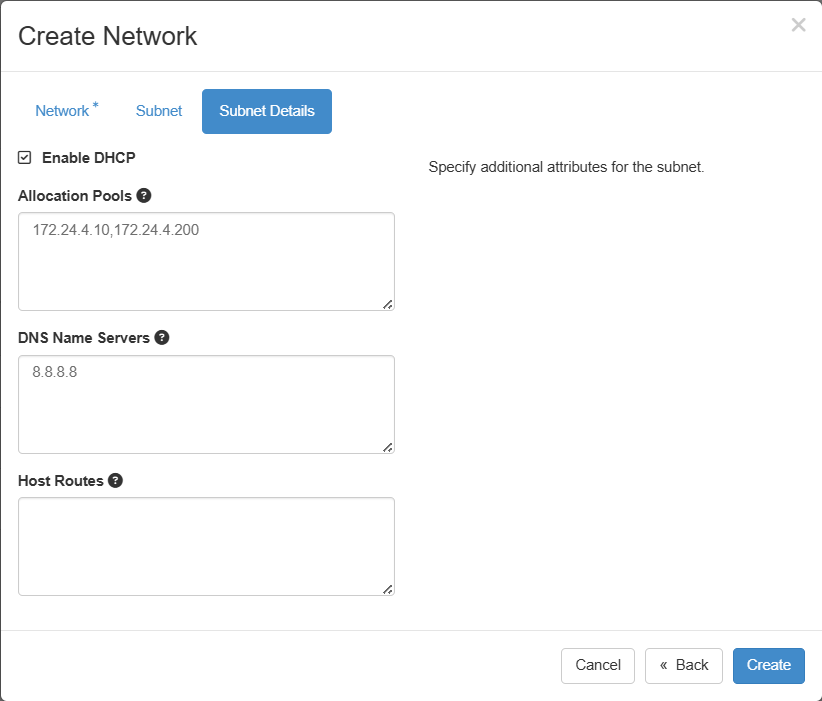 Create Network
×
Network *
Subnet
Subnet Details
Enable DHCP
Specify additional attributes for the subnet.
Allocation Pools ?
172.24.4.10,172.24.4.200
DNS Name Servers ?
8.8.8.8
Host Routes ?
Cancel
« Back
Create